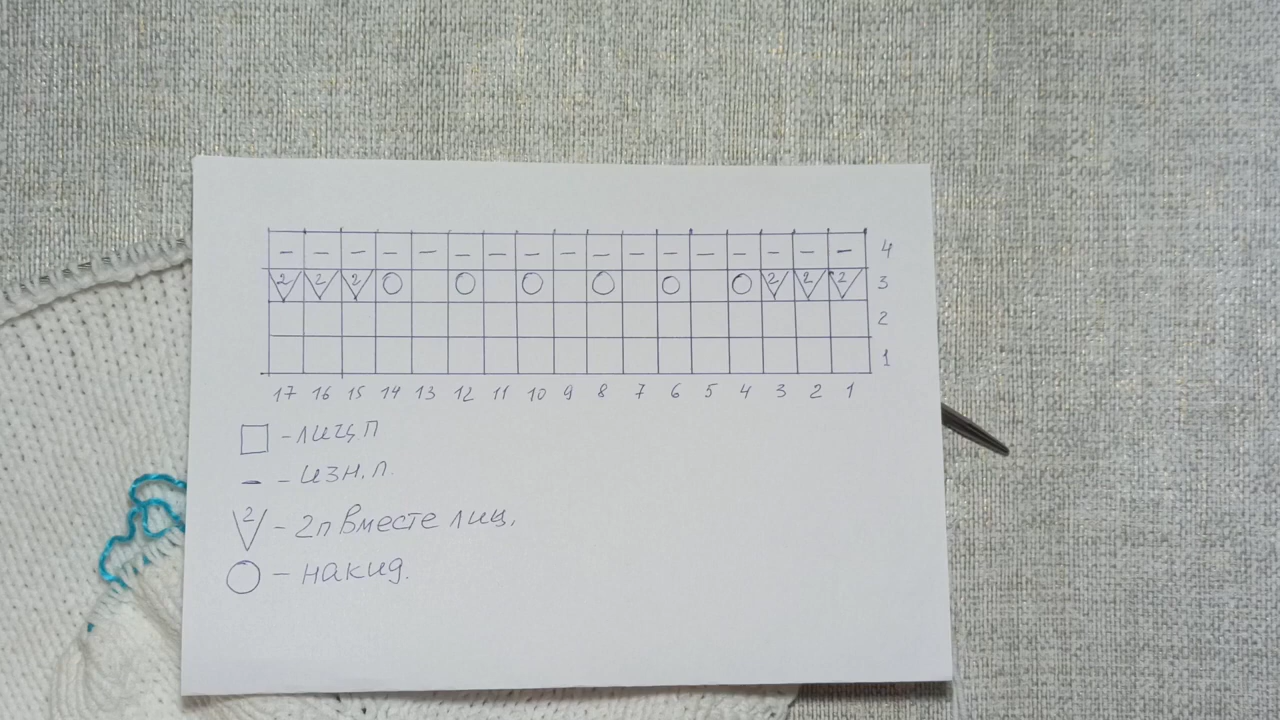 – – – – – – – – – – – – – – – – – 4
2 2 2 O O O O O O 2 2 2 3
2
1
17 16 15 14 13 12 11 10 9 8 7 6 5 4 3 2 1
- лиц п
– - изн. п.
2 - 2п вместе лиц.
O - накид.